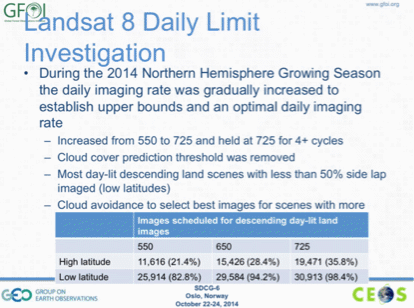 GFOI
www.gfoi.org
Landsat 8 Daily Limit
Investigation
• During the 2014 Northern Hemisphere Growing Season
the daily imaging rate was gradually increased to
establish upper bounds and an optimal daily imaging
rate
– Increased from 550 to 725 and held at 725 for 4+ cycles
– Cloud cover prediction threshold was removed
– Most day-lit descending land scenes with less than 50% side lap
imaged (low latitudes)
– Cloud avoidance to select best images for scenes with more
Images scheduled for descending day-lit land
images
550 650 725
High latitude 11,616 (21.4%) 15,426 (28.4%) 19,471 (35.8%)
Low latitude 25,914 (82.8%) 29,584 (94.2%) 30,913 (98.4%)
GEO GROUP ON
EARTH OBSERVATIONS
SDCG-6
Oslo, Norway
October 22-24, 2014
CEOS